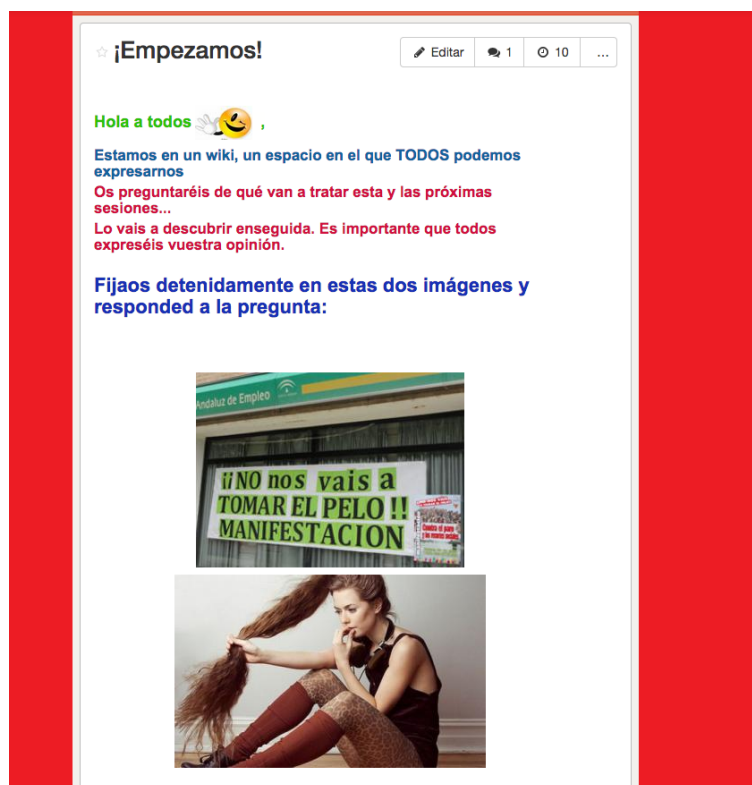 ¡Empezamos!
Editar
1
10
...
Hola a todos ,
Estamos en un wiki, un espacio en el que TODOS podemos
expresarnos
Os preguntaréis de qué van a tratar esta y las próximas
sesiones...
Lo vais a descubrir enseguida. Es importante que todos
expreséis vuestra opinión.
Fijaos detenidamente en estas dos imágenes y
responded a la pregunta:
Andaluz de Empleo
¡¡NO nos vais a
TOMAR EL PELO!!
MANIFESTACION
Contra el paro